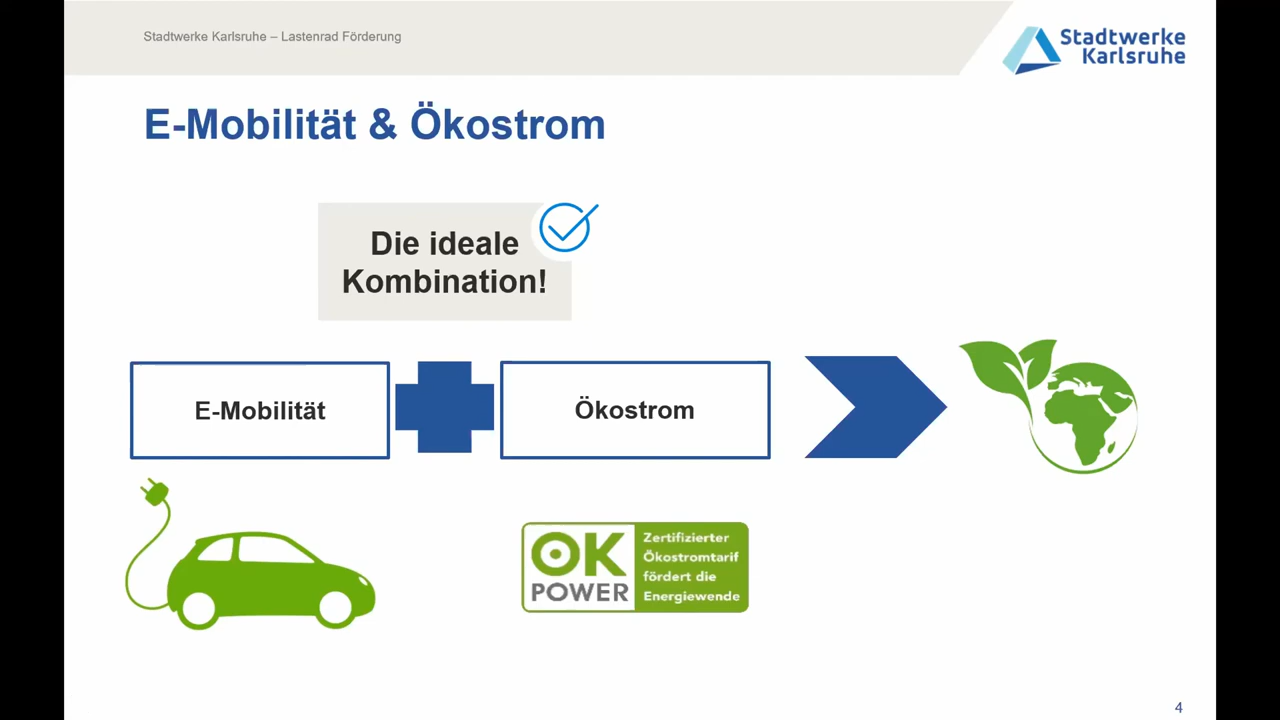 Stadtwerke Karlsruhe – Lastenrad Förderung
Stadtwerke
Karlsruhe
E-Mobilität & Ökostrom
Die ideale
Kombination!
E-Mobilität
Ökostrom
OK
POWER
Zertifizierter
Ökostromtarif
fördert die
Energiewende
4